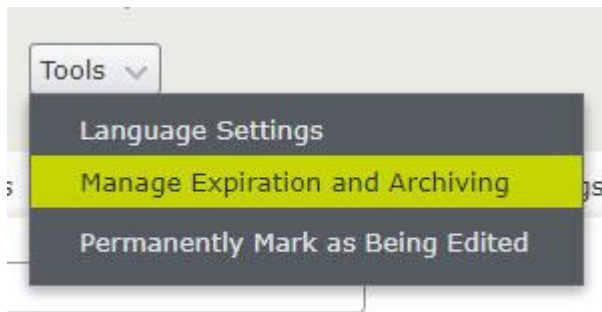 Tools
Language Settings
Manage Expiration and Archiving
Permanently Mark as Being Edited